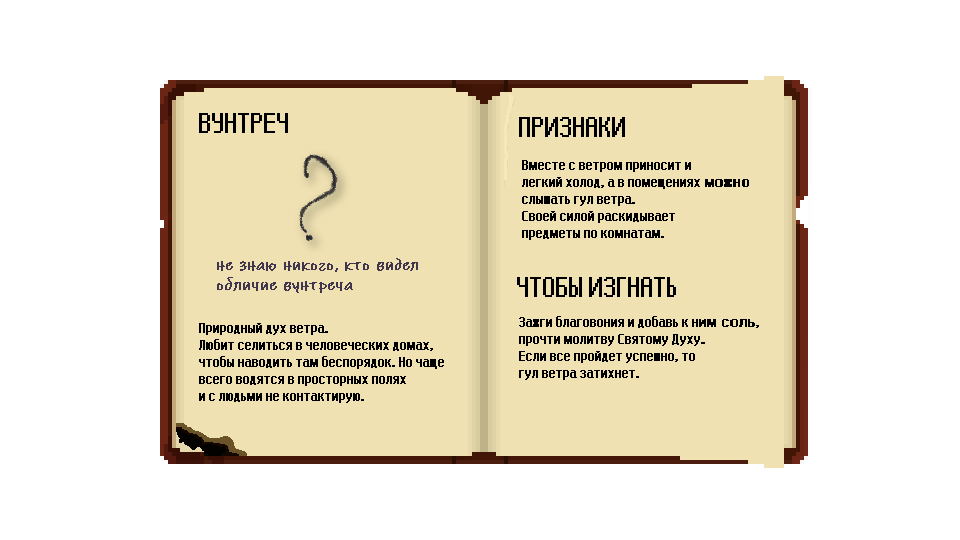 ВУНТРЕЧ
?
не знаю никого, кто видел
обличие вунтреча
Природный дух ветра.
Любит селиться в человеческих домах,
чтобы наводить там беспорядок. Но чаще
всего водятся в просторных полях
и с людьми не контактирую.
ПРИЗНАКИ
Вместе с ветром приносит и
легкий холод, а в помещениях можно
слышать гул ветра.
Своей силой раскидывает
предметы по комнатам.
ЧТОБЫ ИЗГНАТЬ
Зажги благовония и добавь к ним соль,
прочти молитву Святому Духу.
Если все пройдет успешно, то
гул ветра затихнет.